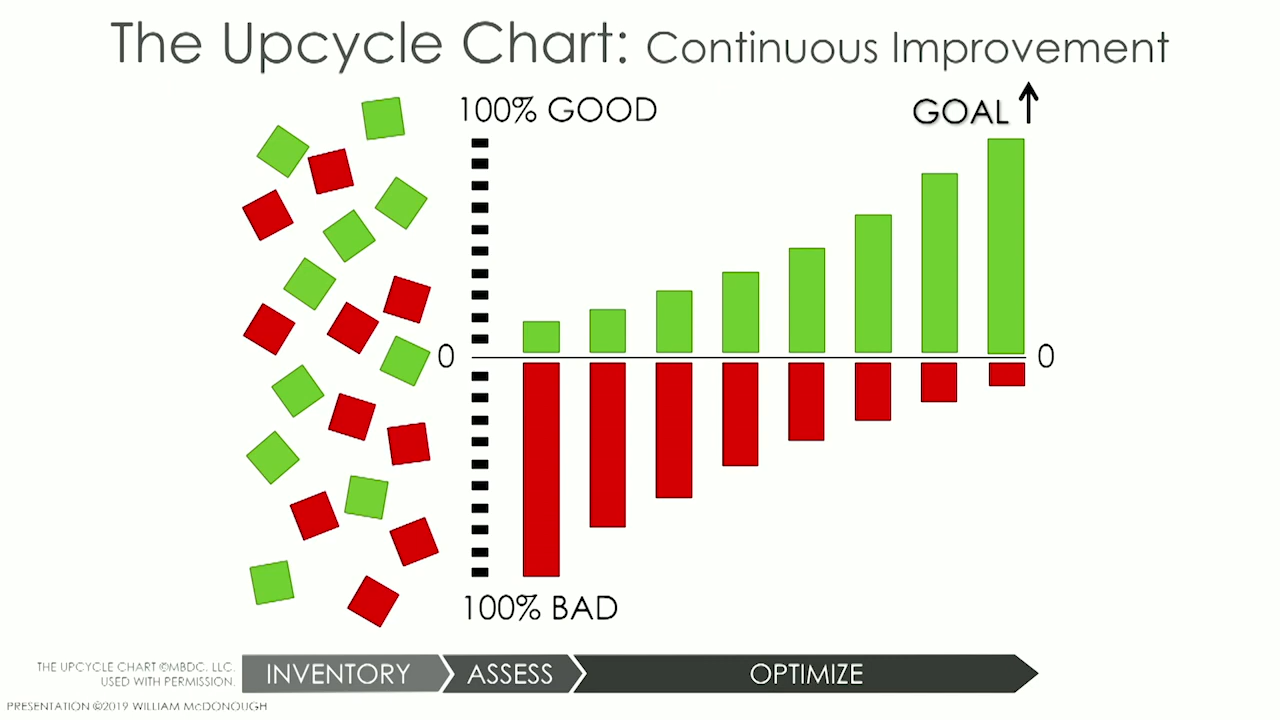 The Upcycle Chart: Continuous Improvement
100% GOOD
GOAL
0
0
100% BAD
THE UPCYCLE CHART ©MBDC, LLC.
USED WITH PERMISSION.
INVENTORY
ASSESS
OPTIMIZE
PRESENTATION ©2019 WILLIAM McDONOUGH